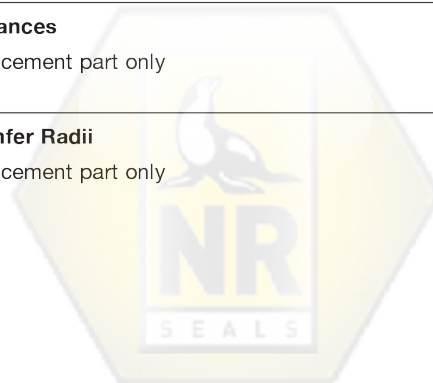 ances
cement part only
nfer Radii
cement part only
NR
SEALS